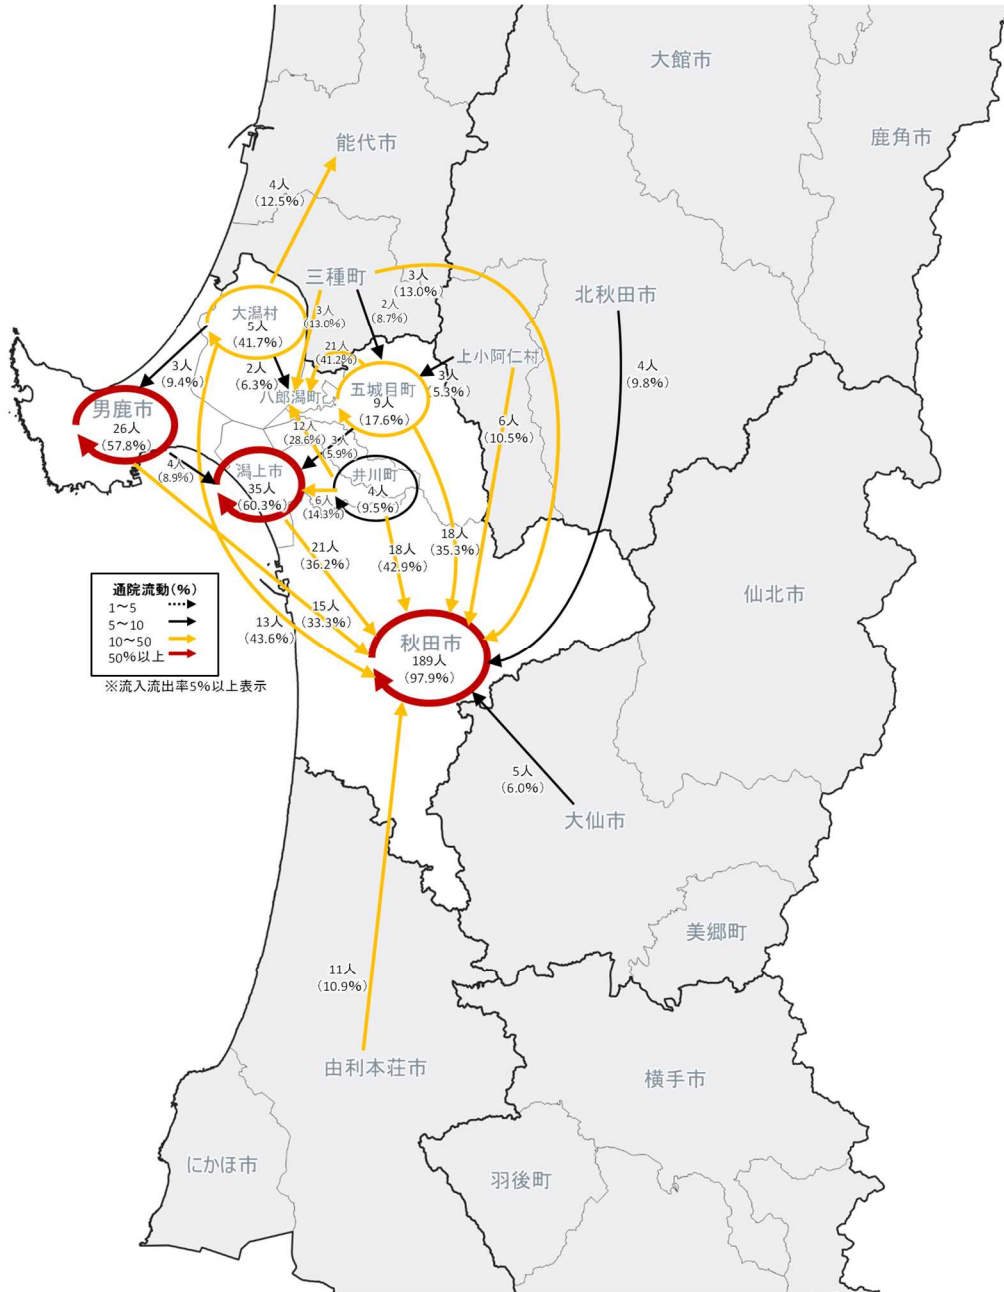 大館市
鹿角市
能代市
4人
(12.5%)
三種町
3人
(13.0%)
北秋田市
大潟村
5人
(41.7%)
3人
(13.0%)
2人
(8.7%)
21人
(41.2%)
上小阿仁村
3人
(5.3%)
4人
(9.8%)
3人
(9.4%)
2人
(6.3%)
八郎潟町
五城目町
9人
(17.6%)
男鹿市
26人
(57.8%)
6人
(10.5%)
12人
(28.6%)
3人
(5.9%)
4人
(8.9%)
潟上市
35人
(60.3%)
井川町
4人
(9.5%)
6人
(14.3%)
21人
(36.2%)
18人
(42.9%)
18人
(35.3%)
仙北市
通院流動(%)
1～5
5～10
10～50
50%以上
※流入流出率5%以上表示
15人
(33.3%)
13人
(43.6%)
秋田市
189人
(97.9%)
5人
(6.0%)
大仙市
美郷町
11人
(10.9%)
由利本荘市
横手市
にかほ市
羽後町